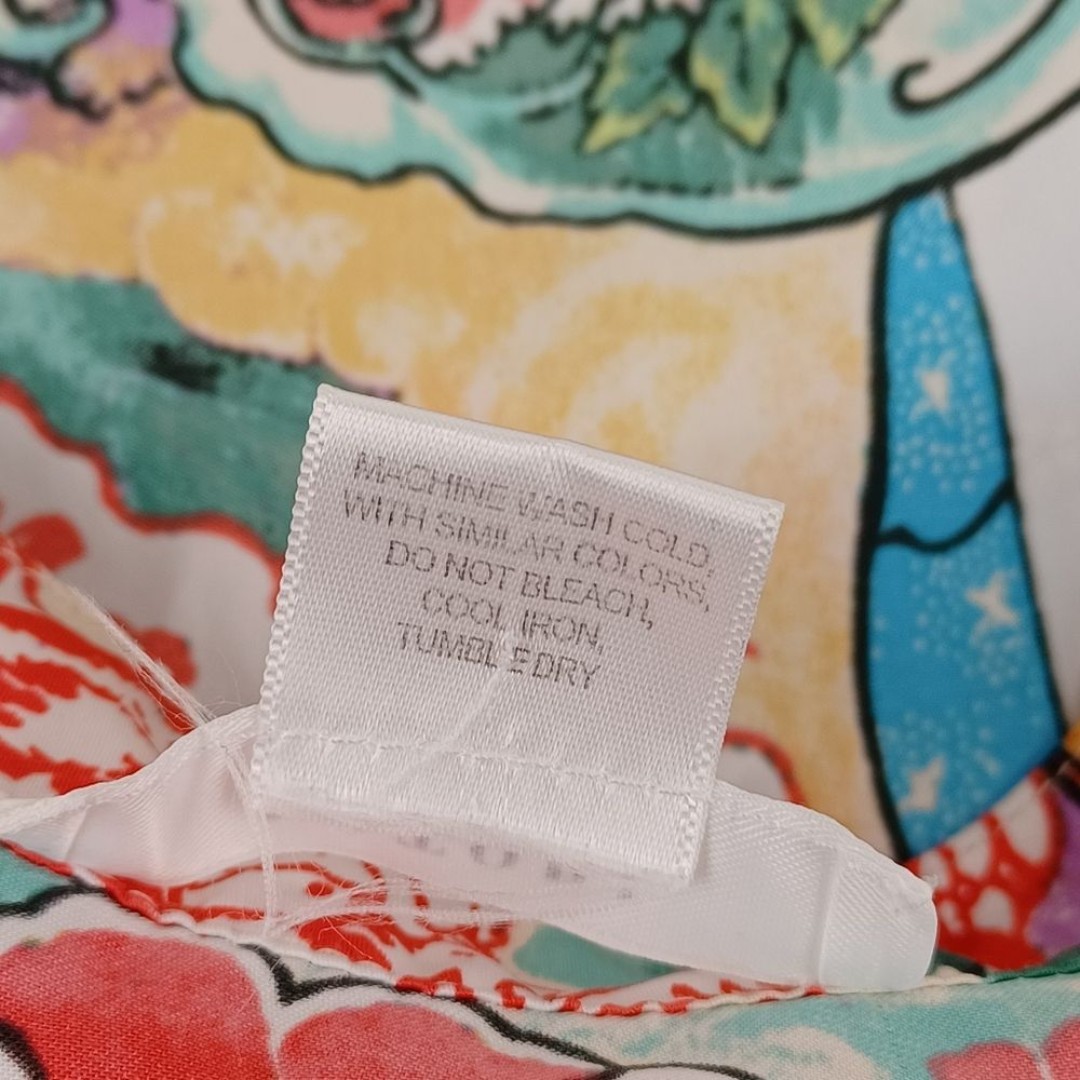 MACHINE WASH COLD,
WITH SIMILAR COLORS,
DO NOT BLEACH,
COOL IRON,
TUMBLE DRY